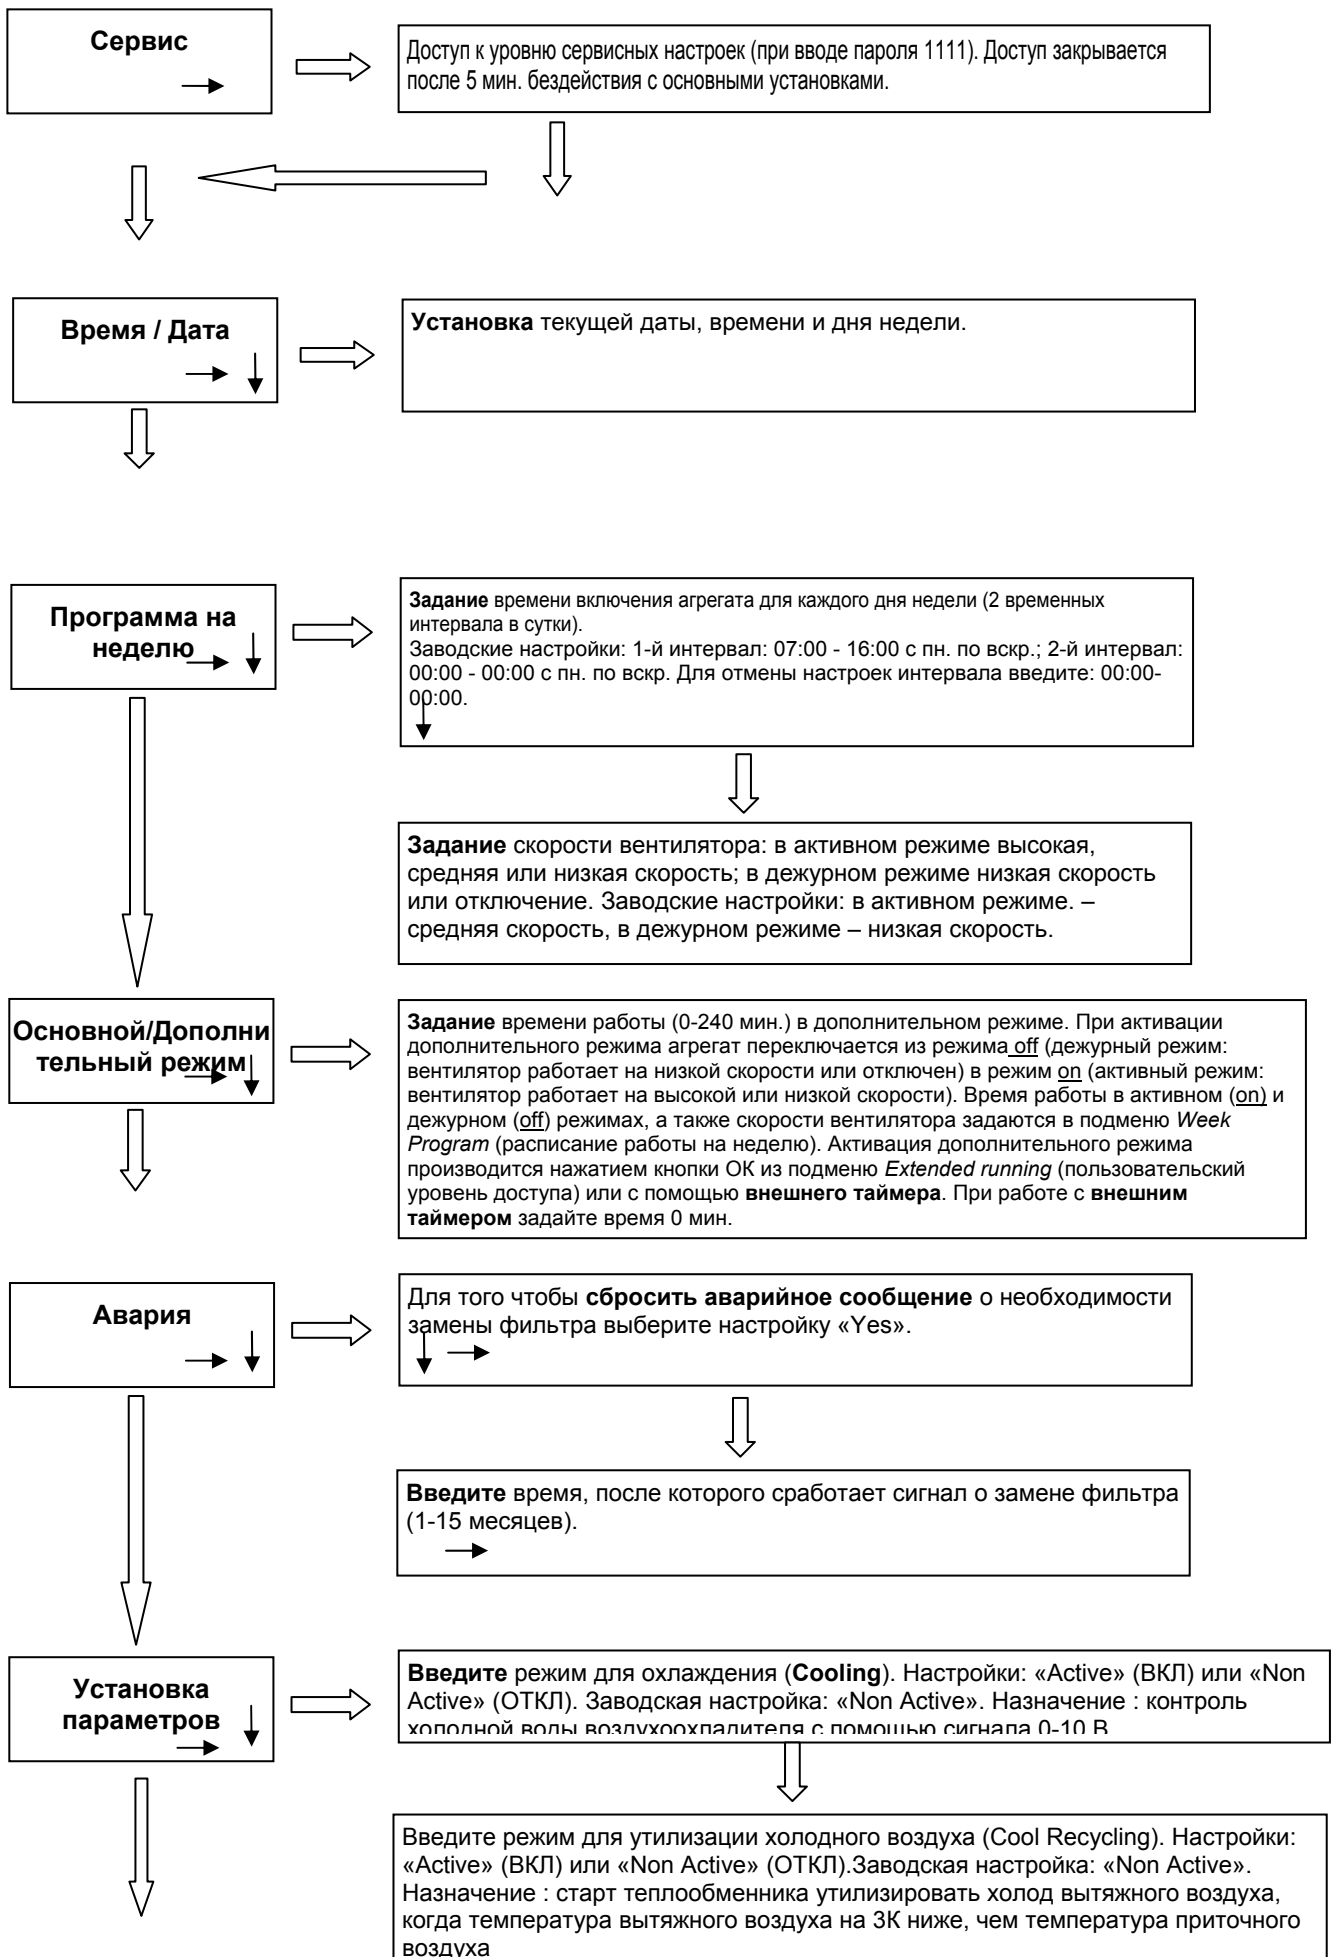 Сервис
Доступ к уровню сервисных настроек (при вводе пароля 1111). Доступ закрывается
после 5 мин. бездействия с основными установками.
Время / Дата
Установка текущей даты, времени и дня недели.
Программа на
неделю
Задание времени включения агрегата для каждого дня недели (2 временных
интервала в сутки).
Заводские настройки: 1-й интервал: 07:00 - 16:00 с пн. по вскр.; 2-й интервал:
00:00 - 00:00 с пн. по вскр. Для отмены настроек интервала введите: 00:00-
00:00.
Задание скорости вентилятора: в активном режиме высокая,
средняя или низкая скорость; в дежурном режиме низкая скорость
или отключение. Заводские настройки: в активном режиме. –
средняя скорость, в дежурном режиме – низкая скорость.
Основной/Дополни
тельный режим
Задание времени работы (0-240 мин.) в дополнительном режиме. При активации
дополнительного режима агрегат переключается из режима off (дежурный режим:
вентилятор работает на низкой скорости или отключен) в режим on (активный режим:
вентилятор работает на высокой или низкой скорости). Время работы в активном (on) и
дежурном (off) режимах, а также скорости вентилятора задаются в подменю Week
Program (расписание работы на неделю). Активация дополнительного режима
производится нажатием кнопки ОК из подменю Extended running (пользовательский
уровень доступа) или с помощью внешнего таймера. При работе с внешним
таймером задайте время 0 мин.
Авария
Для того чтобы сбросить аварийное сообщение о необходимости
замены фильтра выберите настройку «Yes».
Введите время, после которого сработает сигнал о замене фильтра
(1-15 месяцев).
Установка
параметров
Введите режим для охлаждения (Cooling). Настройки: «Active» (ВКЛ) или «Non
Active» (ОТКЛ). Заводская настройка: «Non Active». Назначение : контроль
холодной воды воздухоохладителя с помощью сигнала 0-10 В
Введите режим для утилизации холодного воздуха (Cool Recycling). Настройки:
«Active» (ВКЛ) или «Non Active» (ОТКЛ).Заводская настройка: «Non Active».
Назначение : старт теплообменника утилизировать холод вытяжного воздуха,
когда температура вытяжного воздуха на 3К ниже, чем температура приточного
воздуха